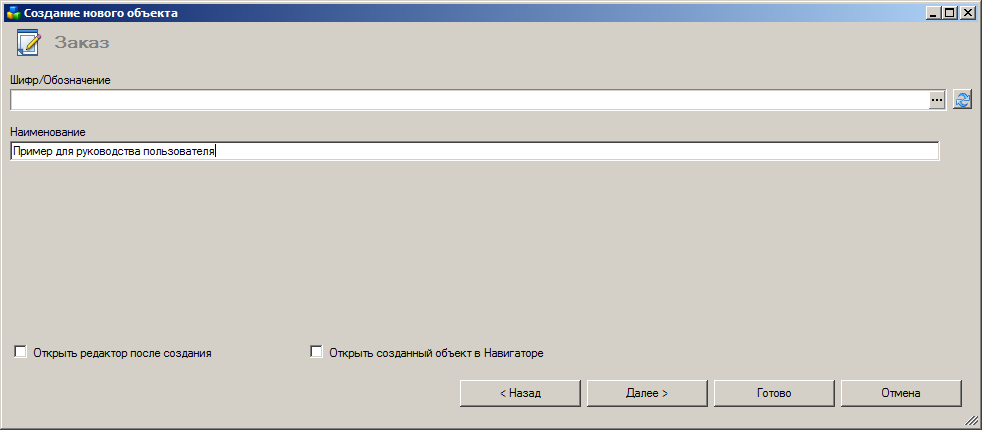 Создание нового объекта
Заказ
Шифр/Обозначение
...
Наименование
Пример для руководства пользователя
Открыть редактор после создания
Открыть созданный объект в Навигаторе
< Назад
Далее >
Готово
Отмена